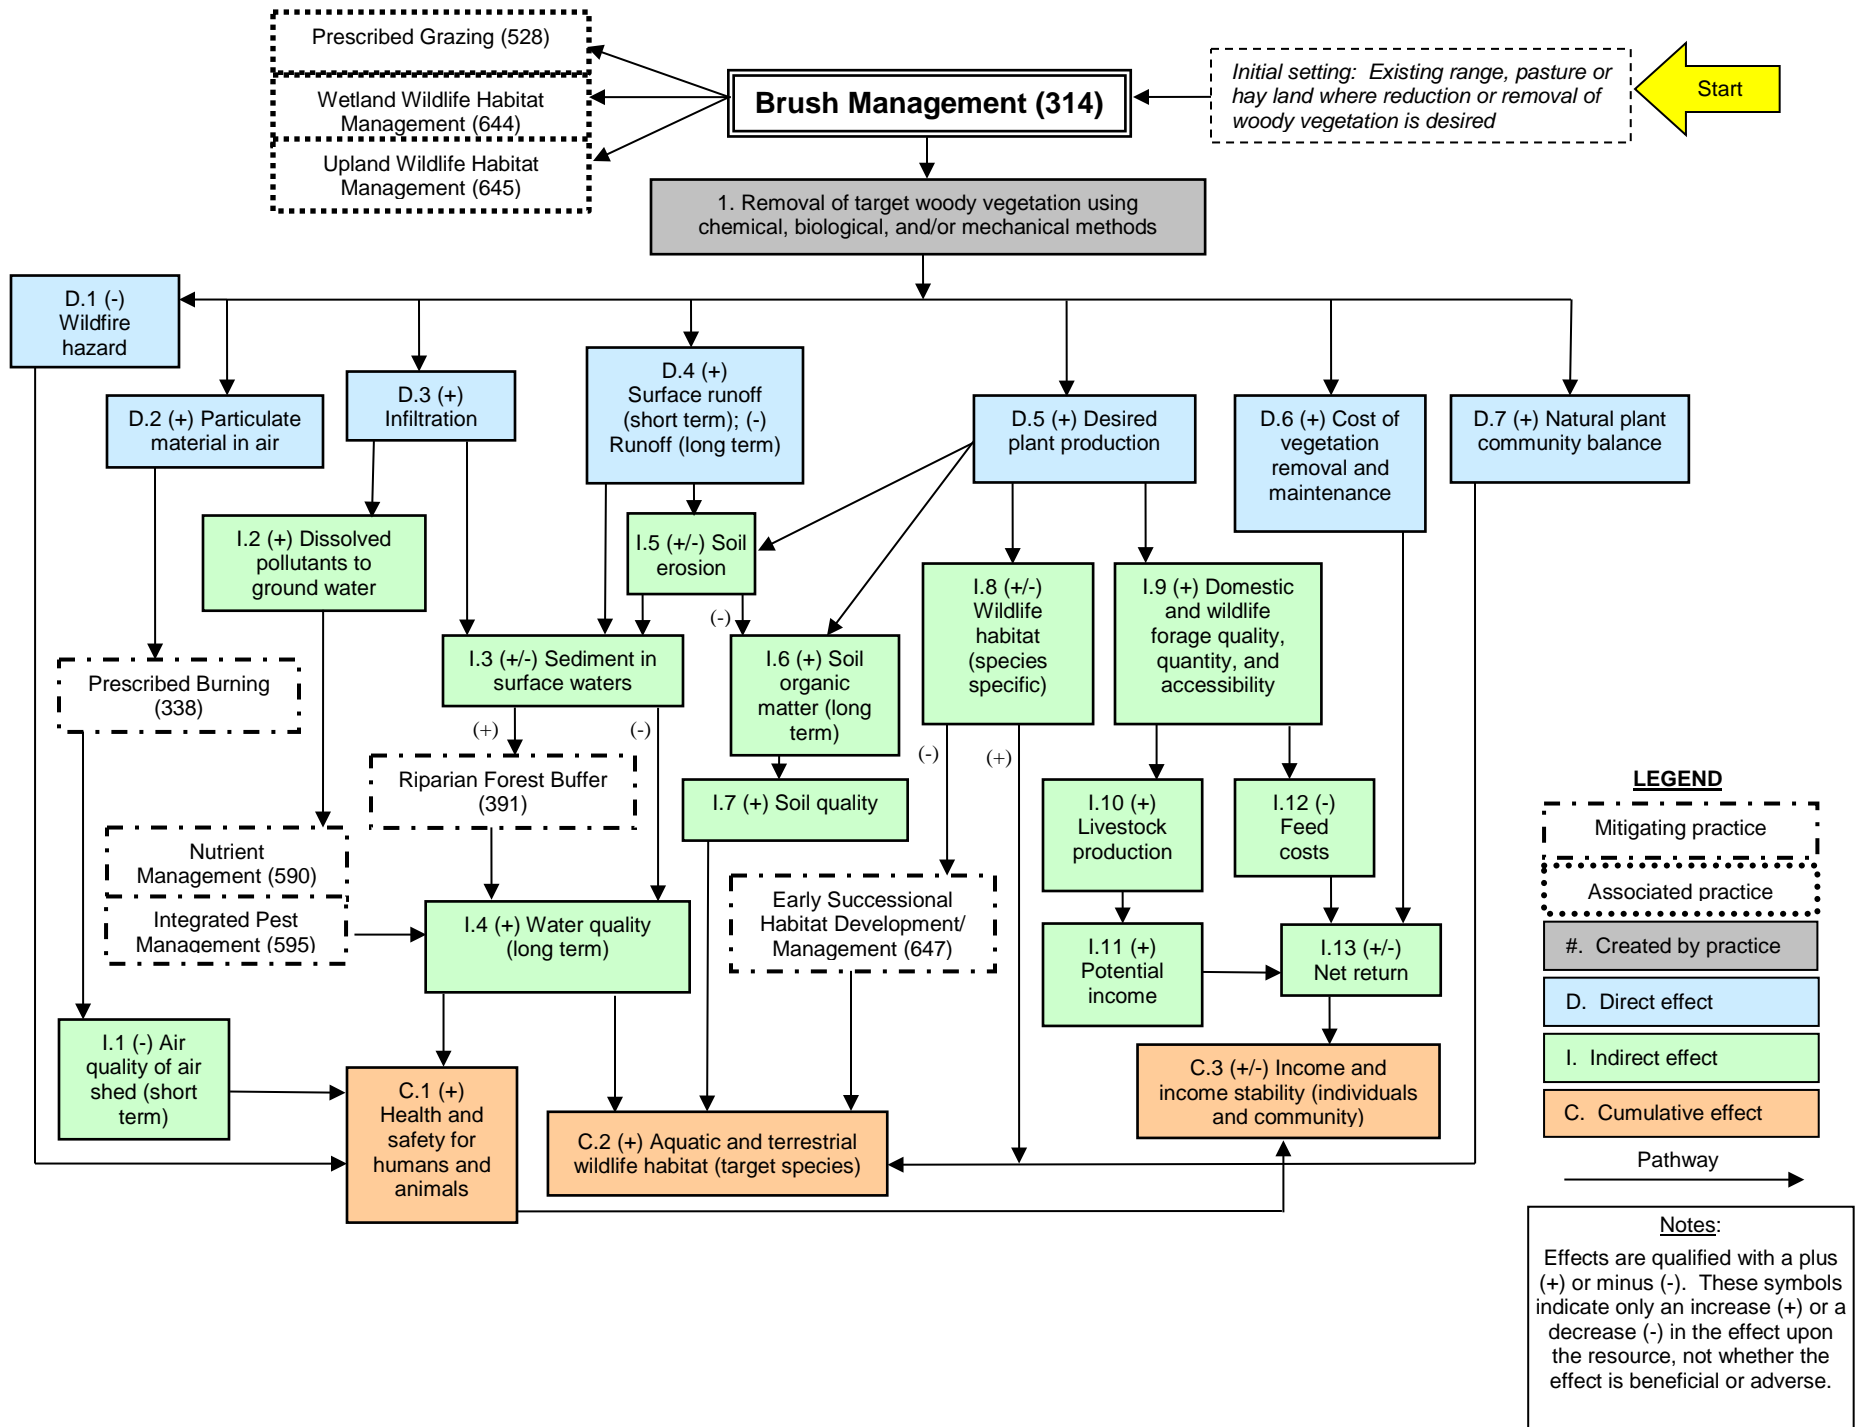 Prescribed Grazing (528)
Wetland Wildlife Habitat
Management (644)
Upland Wildlife Habitat
Management (645)
Brush Management (314)
Initial setting: Existing range, pasture or
hay land where reduction or removal of
woody vegetation is desired
Start
1. Removal of target woody vegetation using
chemical, biological, and/or mechanical methods
D.1 (-)
Wildfire
hazard
D.2 (+) Particulate
material in air
D.3 (+)
Infiltration
D.4 (+)
Surface runoff
(short term); (-)
Runoff (long term)
D.5 (+) Desired
plant production
D.6 (+) Cost of
vegetation
removal and
maintenance
D.7 (+) Natural plant
community balance
I.2 (+) Dissolved
pollutants to
ground water
I.5 (+/-) Soil
erosion
I.8 (+/-)
Wildlife
habitat
(species
specific)
I.9 (+) Domestic
and wildlife
forage quality,
quantity, and
accessibility
(-)
Prescribed Burning
(338)
I.3 (+/-) Sediment in
surface waters
I.6 (+) Soil
organic
matter (long
term)
(+)
(-)
(-)
(+)
Riparian Forest Buffer
(391)
I.7 (+) Soil quality
I.10 (+)
Livestock
production
I.12 (-)
Feed
costs
Nutrient
Management (590)
Integrated Pest
Management (595)
I.4 (+) Water quality
(long term)
Early Successional
Habitat Development/
Management (647)
I.11 (+)
Potential
income
I.13 (+/-)
Net return
I.1 (-) Air
quality of air
shed (short
term)
C.1 (+)
Health and
safety for
humans and
animals
C.2 (+) Aquatic and terrestrial
wildlife habitat (target species)
C.3 (+/-) Income and
income stability (individuals
and community)
LEGEND
Mitigating practice
Associated practice
#. Created by practice
D. Direct effect
I. Indirect effect
C. Cumulative effect
Pathway
Notes:
Effects are qualified with a plus
(+) or minus (-). These symbols
indicate only an increase (+) or a
decrease (-) in the effect upon
the resource, not whether the
effect is beneficial or adverse.